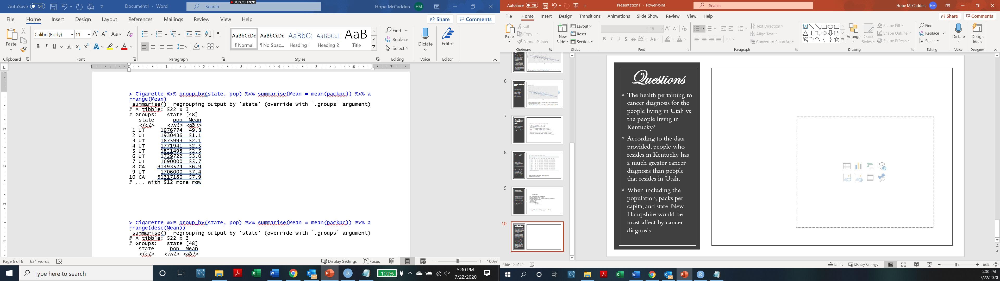 AutoSave Off
Document1 - Word
Search
screenrec
Hope McCadden HM
File Home Insert Design Layout References Mailings Review View Help
Share Comments
Paste
Calibri (Body) 11
AaBbCcDc AaBbCcDc AaBbCc AaBbCcD AaB
¶ Normal ¶ No Spac... Heading 1 Heading 2 Title
Find
Replace
Select
Dictate
Editor
Clipboard Font Paragraph Styles Editing Voice Editor
> Cigarette %>% group_by(state, pop) %>% summarise(Mean = mean(packpc)) %>% a
rrange(Mean)
`summarise()` regrouping output by 'state' (override with `.groups` argument)
# A tibble: 522 x 3
# Groups: state [48]
state pop Mean
<fct> <int> <dbl>
1 UT 1976774 49.3
2 UT 1930436 51.1
3 UT 1875993 52.1
4 UT 1771941 52.5
5 UT 1821498 52.5
6 UT 1729722 53.0
7 UT 1690000 55.7
8 CA 31493524 56.9
9 UT 1706000 57.4
10 CA 31317180 57.9
# ... with 512 more row
> Cigarette %>% group_by(state, pop) %>% summarise(Mean = mean(packpc)) %>% a
rrange(desc(Mean))
`summarise()` regrouping output by 'state' (override with `.groups` argument)
# A tibble: 522 x 3
# Groups: state [48]
state pop Mean
<fct> <int> <dbl>
Page 6 of 6 631 words
Display Settings Focus 100%
Type here to search
100%
5:30 PM
7/22/2020
AutoSave Off
Presentation1 - PowerPoint
Search
Hope McCadden HM
File Home Insert Design Transitions Animations Slide Show Review View Help
Share Comments
Paste
Cut
Copy
Format Painter
New
Slide
Layout
Reset
Section
18
Text Direction
Align Text
Convert to SmartArt
Arrange
Quick
Styles
Shape Fill
Shape Outline
Shape Effects
Find
Replace
Select
Dictate
Design
Ideas
Clipboard Slides Font Paragraph Drawing Editing Voice Designer
6
7
8
9
10
Questions
The health pertaining to
cancer diagnosis for the
people living in Utah vs
the people living in
Kentucky?
According to the data
provided, people who
resides in Kentucky has
a much greater cancer
diagnosis than people
that resides in Utah.
When including the
population, packs per
capita, and state. New
Hampshire would be
most affect by cancer
diagnosis
Slide 10 of 10
Notes Display Settings 86%
5:30 PM
7/22/2020